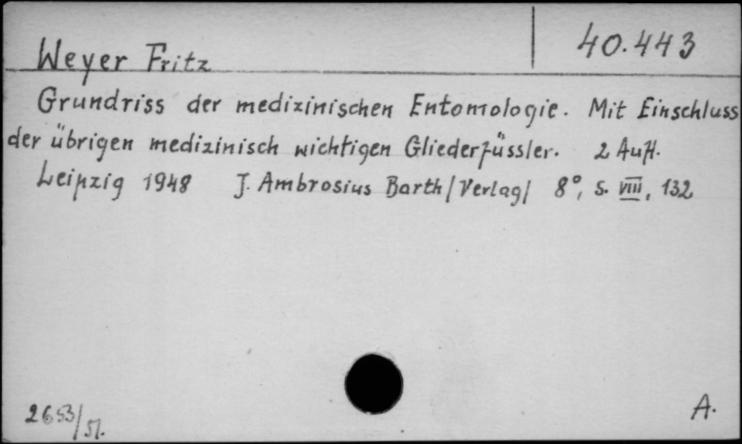 40.443
Weyer Fritz
Grundriss der medizinischen Entomologie. Mit Einschluss
der übrigen medizinisch wichtigen Gliederfüssler. 2 Aufl.
Leipzig 1948 J. Ambrosius Barth/Verlag/ 8°, S. VIII, 132
2653/51.
A.